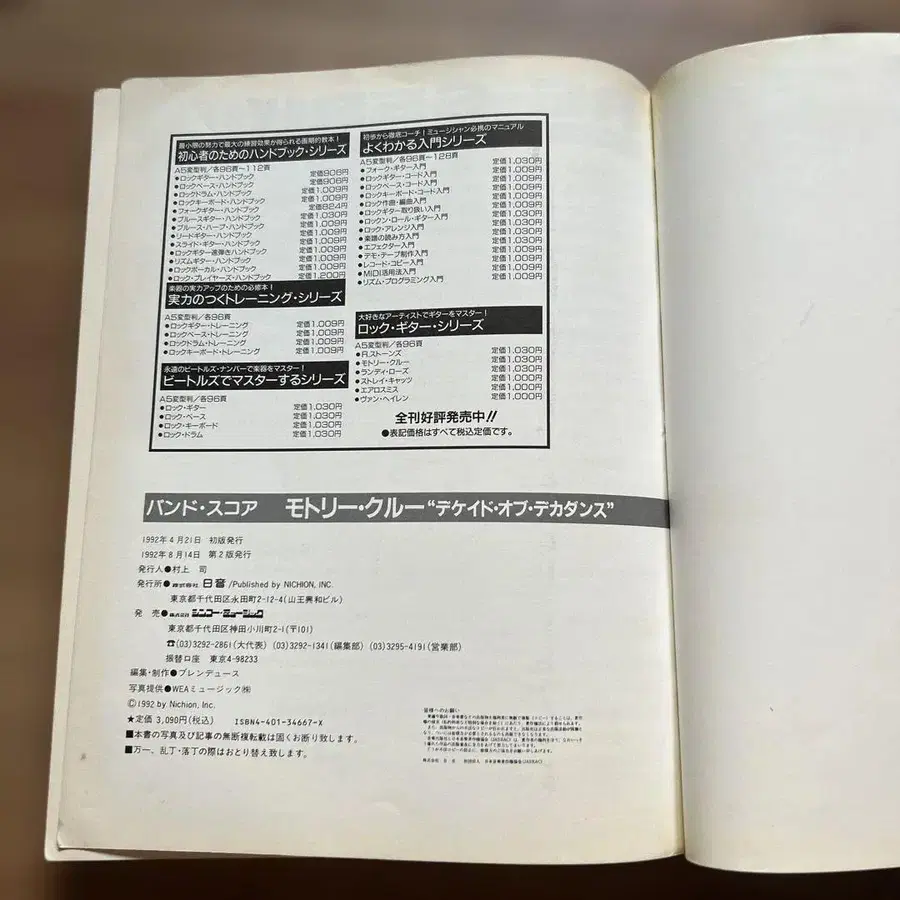 最小限の努力で最大の練習効果が得られる画期的教本！
初心者のためのハンドブック・シリーズ
A5変型判／各96頁〜112頁
●ロックギター・ハンドブック 定価906円
●ロックベース・ハンドブック 定価906円
●ロックドラム・ハンドブック 定価1,009円
●ロックキーボード・ハンドブック 定価1,009円
●フォークギター・ハンドブック 定価824円
●ブルースギター・ハンドブック 定価1,030円
●ブルース・ハープ・ハンドブック 定価1,009円
●リードギター・ハンドブック 定価1,009円
●スライド・ギター・ハンドブック 定価1,009円
●ロックギター速弾きハンドブック 定価1,009円
●リズムギター・ハンドブック 定価1,009円
●ロックボーカル・ハンドブック 定価1,009円
●ロック・プレイヤーズ・ハンドブック 定価1,200円
楽器の実力アップのための必修本！
実力のつくトレーニング・シリーズ
A5変型判／各96頁
●ロックギター・トレーニング 定価1,009円
●ロックベース・トレーニング 定価1,009円
●ロックドラム・トレーニング 定価1,009円
●ロックキーボード・トレーニング 定価1,009円
永遠のビートルズ・ナンバーで楽器をマスター！
ビートルズでマスターするシリーズ
A5変型判／各96頁
●ロック・ギター 定価1,030円
●ロック・ベース 定価1,030円
●ロック・キーボード 定価1,030円
●ロック・ドラム 定価1,030円
初歩から徹底コーチ！ミュージシャン必携のマニュアル
よくわかる入門シリーズ
A5変型判／各96頁〜128頁
●フォーク・ギター入門 定価1,030円
●ロックギター・コード入門 定価1,009円
●ロックベース・コード入門 定価1,009円
●ロックキーボード・コード入門 定価1,009円
●ロック作曲・編曲入門 定価1,009円
●ロックギター取り扱い入門 定価1,009円
●ロックン・ロール・ギター入門 定価1,030円
●ロック・アレンジ入門 定価1,009円
●楽譜の読み方入門 定価1,009円
●エフェクター入門 定価1,009円
●デモ・テープ制作入門 定価1,009円
●レコード・コピー入門 定価1,009円
●MIDI活用法入門 定価1,009円
●リズム・プログラミング入門 定価1,009円
大好きなアーティストでギターをマスター！
ロック・ギター・シリーズ
A5変型判／各96頁
●R.ストーンズ 定価1,030円
●モトリー・クルー 定価1,030円
●ランディ・ローズ 定価1,030円
●ストレイ・キャッツ 定価1,000円
●エアロスミス 定価1,000円
●ヴァン・ヘイレン 定価1,000円
全刊好評発売中!!
●表記価格はすべて税込定価です。
バンド・スコア モトリー・クルー“デケイド・オブ・デカダンス”
1992年4月21日 初版発行
1992年8月14日 第2版発行
発行人●村上 司
発行所●株式会社 日音/Published by NICHION, INC.
東京都千代田区永田町2-12-4(山王興和ビル)
発 売●株式会社 シンコー・ミュージック
東京都千代田区神田小川町2-1(〒101)
☎(03)3292-2861(大代表) (03)3292-1341(編集部) (03)3295-4191(営業部)
振替口座 東京4-98233
編集・制作●ブレンデュース
写真提供●WEAミュージック㈱
©1992 by Nichion, Inc.
★定価 3,090円(税込) ISBN4-401-34667-X
■本書の写真及び記事の無断複転載は固くお断り致します。
■万一、乱丁・落丁の際はおとり替え致します。
皆様へのお願い
株式会社 日音 社団法人 日本音楽著作権協会(JASRAC)